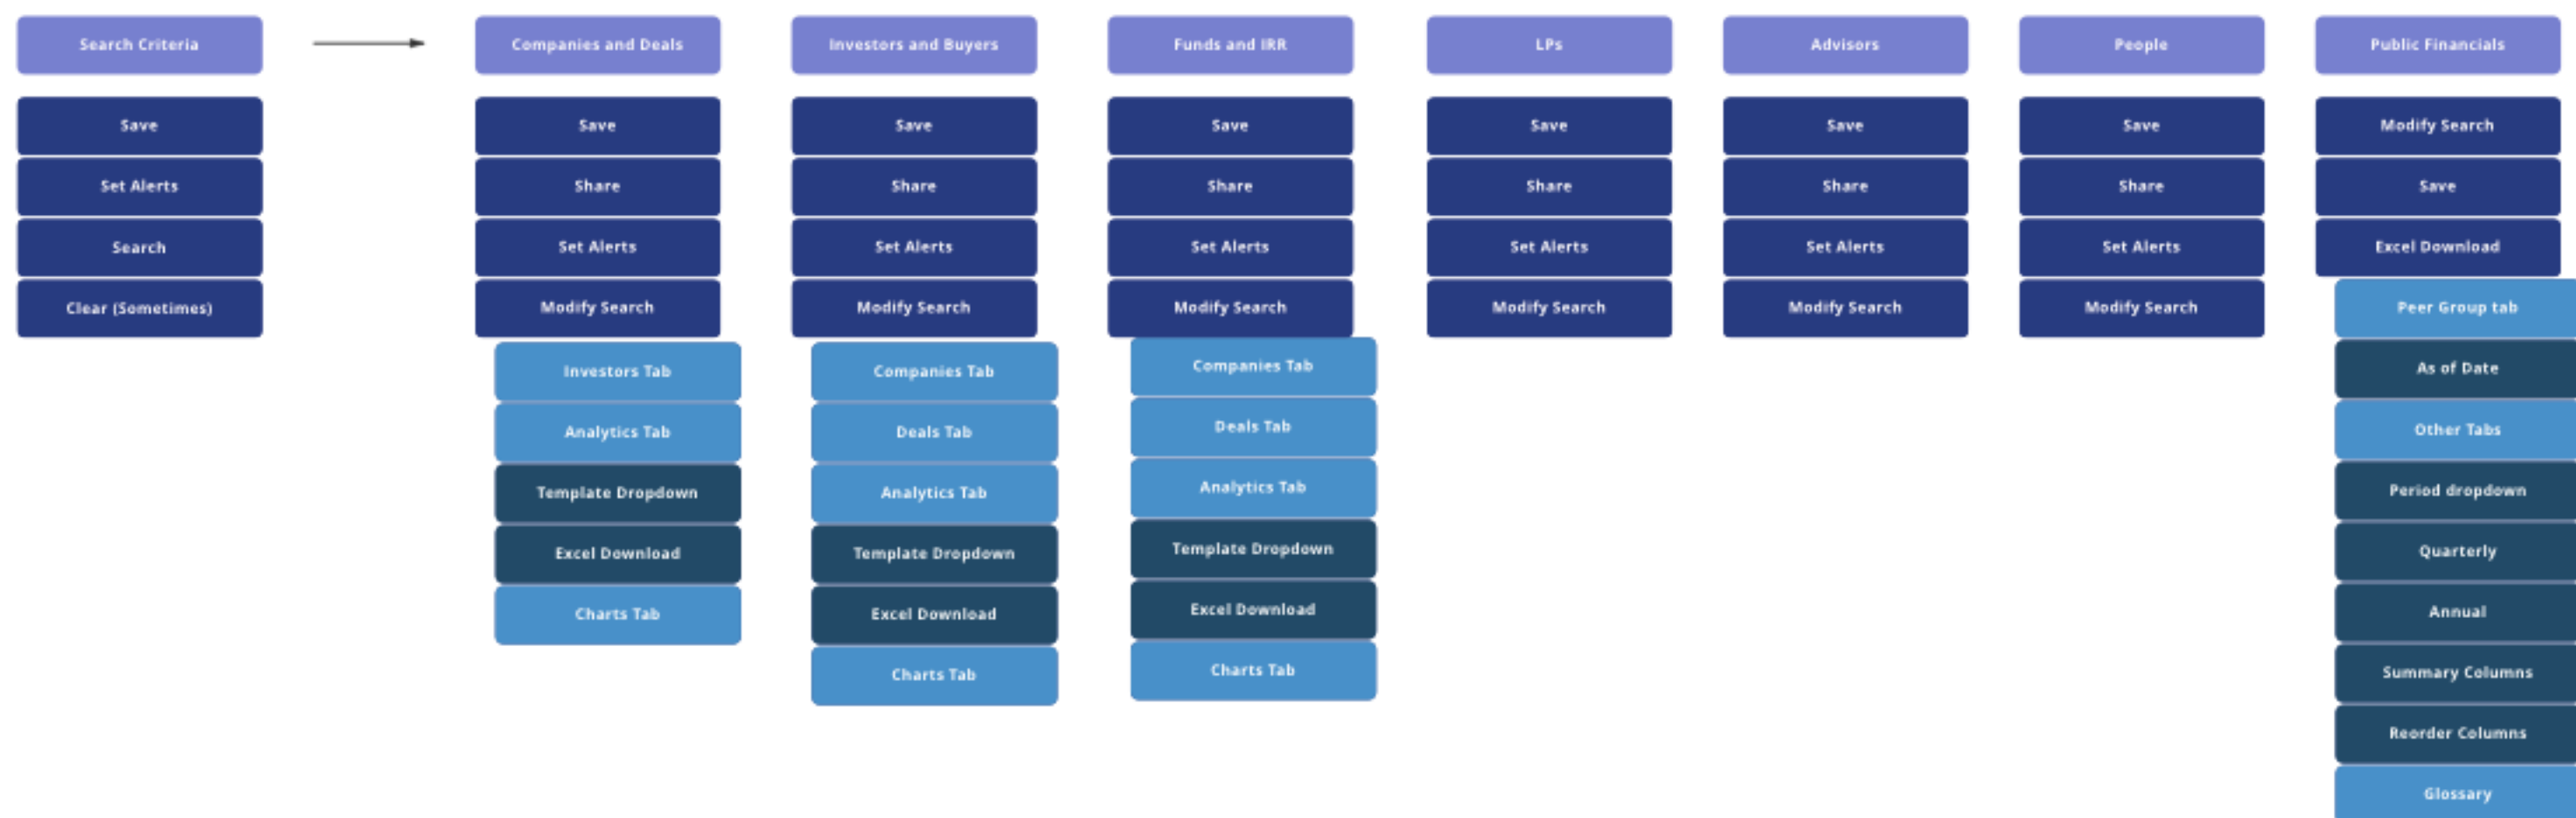 Search Criteria
Save
Set Alerts
Search
Clear (Sometimes)
Companies and Deals
Save
Share
Set Alerts
Modify Search
Investors Tab
Analytics Tab
Template Dropdown
Excel Download
Charts Tab
Investors and Buyers
Save
Share
Set Alerts
Modify Search
Companies Tab
Deals Tab
Analytics Tab
Template Dropdown
Excel Download
Charts Tab
Funds and IRR
Save
Share
Set Alerts
Modify Search
Companies Tab
Deals Tab
Analytics Tab
Template Dropdown
Excel Download
Charts Tab
LPs
Save
Share
Set Alerts
Modify Search
Advisors
Save
Share
Set Alerts
Modify Search
People
Save
Share
Set Alerts
Modify Search
Public Financials
Modify Search
Save
Excel Download
Peer Group tab
As of Date
Other Tabs
Period dropdown
Quarterly
Annual
Summary Columns
Reorder Columns
Glossary